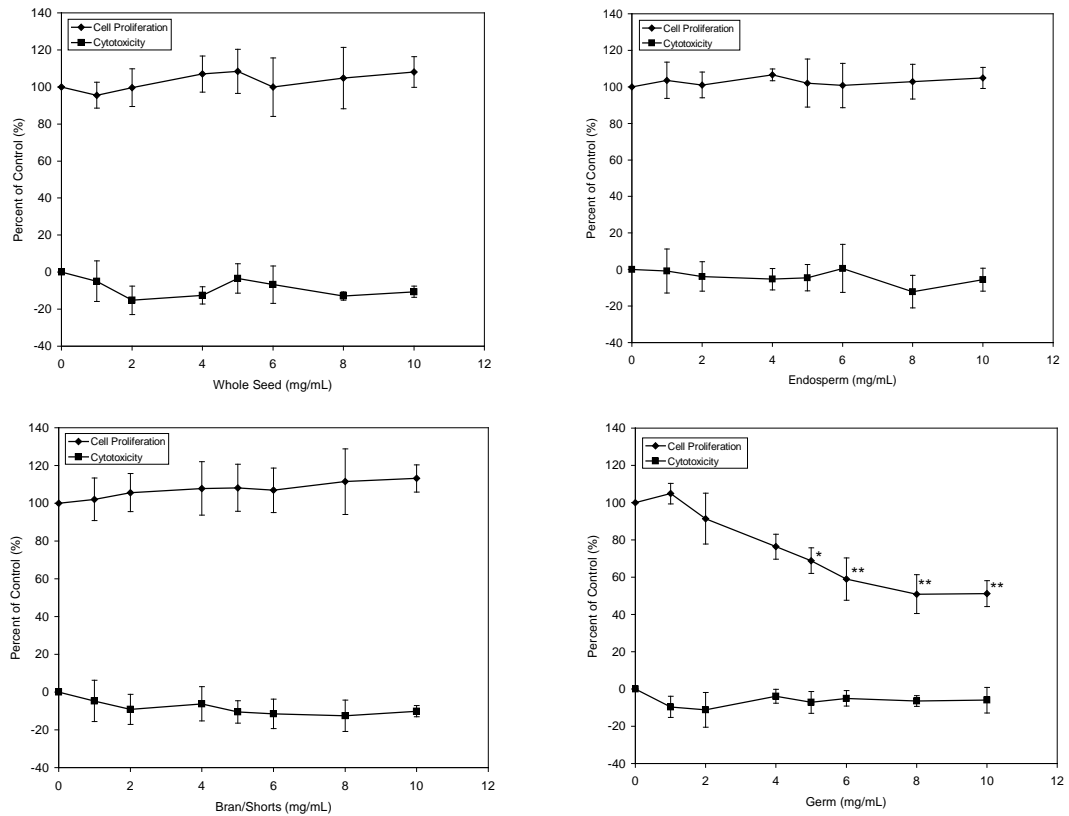 140
120
100
80
60
40
20
0
-20
-40
Percent of Control (%)
Cell Proliferation
Cytotoxicity
0 2 4 6 8 10 12
Whole Seed (mg/mL)
140
120
100
80
60
40
20
0
-20
-40
Percent of Control (%)
Cell Proliferation
Cytotoxicity
0 2 4 6 8 10 12
Endosperm (mg/mL)
140
120
100
80
60
40
20
0
-20
-40
Percent of Control (%)
Cell Proliferation
Cytotoxicity
0 2 4 6 8 10 12
Bran/Shorts (mg/mL)
140
120
100
80
60
40
20
0
-20
-40
Percent of Control (%)
Cell Proliferation
Cytotoxicity
*
**
**
**
0 2 4 6 8 10 12
Germ (mg/mL)